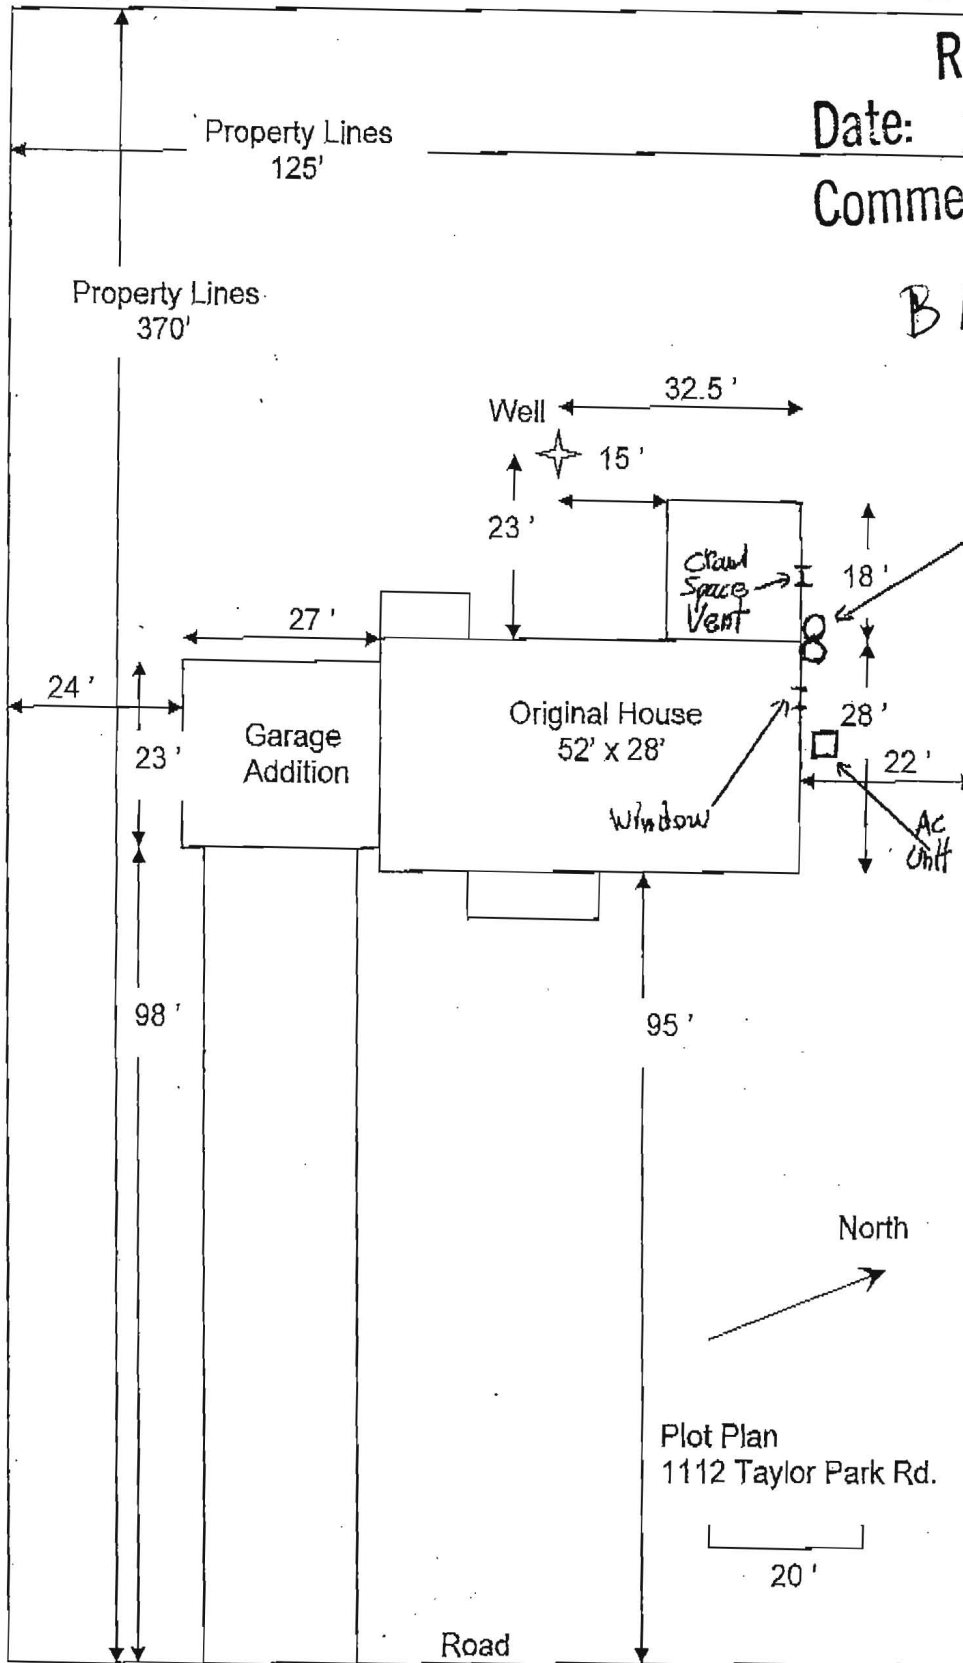 R
Date:
Property Lines
125'
Comme
Property Lines
370'
B
32.5 '
Well
15 '
23 '
Crawl
Space
Vent
18 '
27 '
24 '
23 '
Garage
Addition
Original House
52' x 28'
28 '
22 '
Window
AC
Unit
98 '
95 '
North
Plot Plan
1112 Taylor Park Rd.
20 '
Road